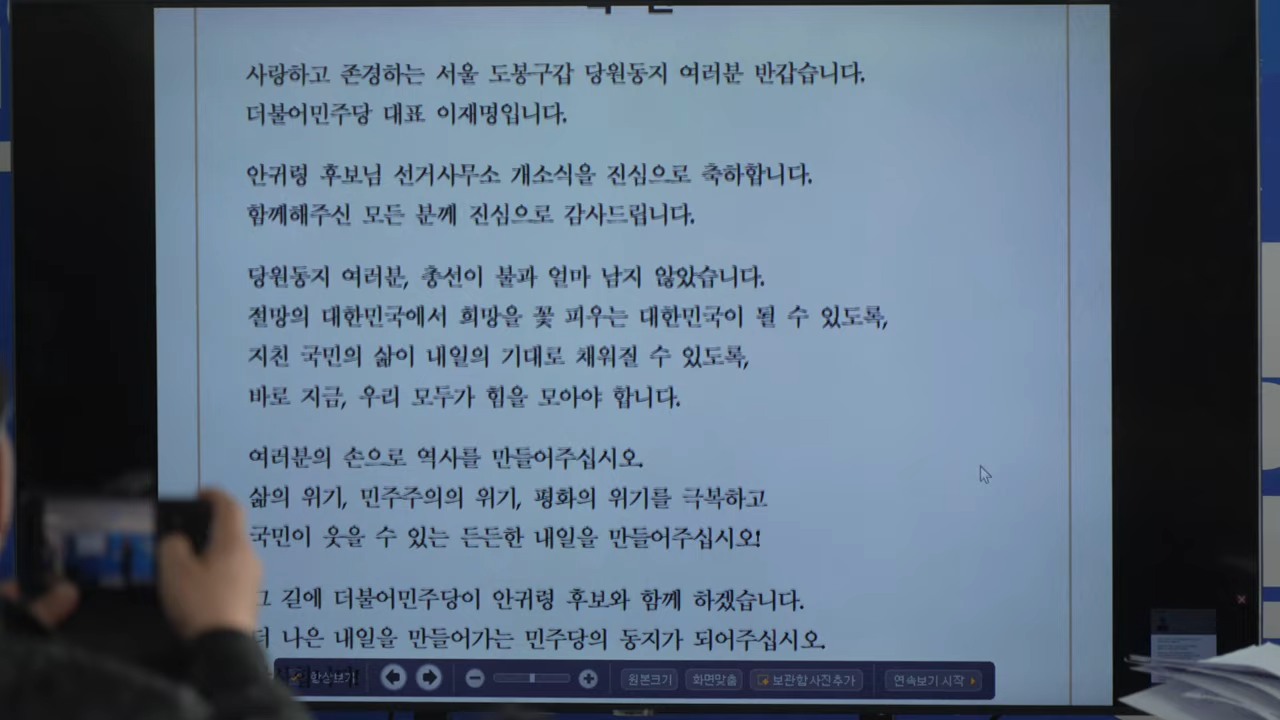 사랑하고 존경하는 서울 도봉구갑 당원동지 여러분 반갑습니다.
더불어민주당 대표 이재명입니다.
안귀령 후보님 선거사무소 개소식을 진심으로 축하합니다.
함께해주신 모든 분께 진심으로 감사드립니다.
당원동지 여러분, 총선이 불과 얼마 남지 않았습니다.
절망의 대한민국에서 희망을 꽃 피우는 대한민국이 될 수 있도록,
지친 국민의 삶이 내일의 기대로 채워질 수 있도록,
바로 지금, 우리 모두가 힘을 모아야 합니다.
여러분의 손으로 역사를 만들어주십시오.
삶의 위기, 민주주의의 위기, 평화의 위기를 극복하고
국민이 웃을 수 있는 든든한 내일을 만들어주십시오!
그 길에 더불어민주당이 안귀령 후보와 함께 하겠습니다.
더 나은 내일을 만들어가는 민주당의 동지가 되어주십시오.
항상보기 원본크기 화면맞춤 보관함 사진추가 연속보기 시작